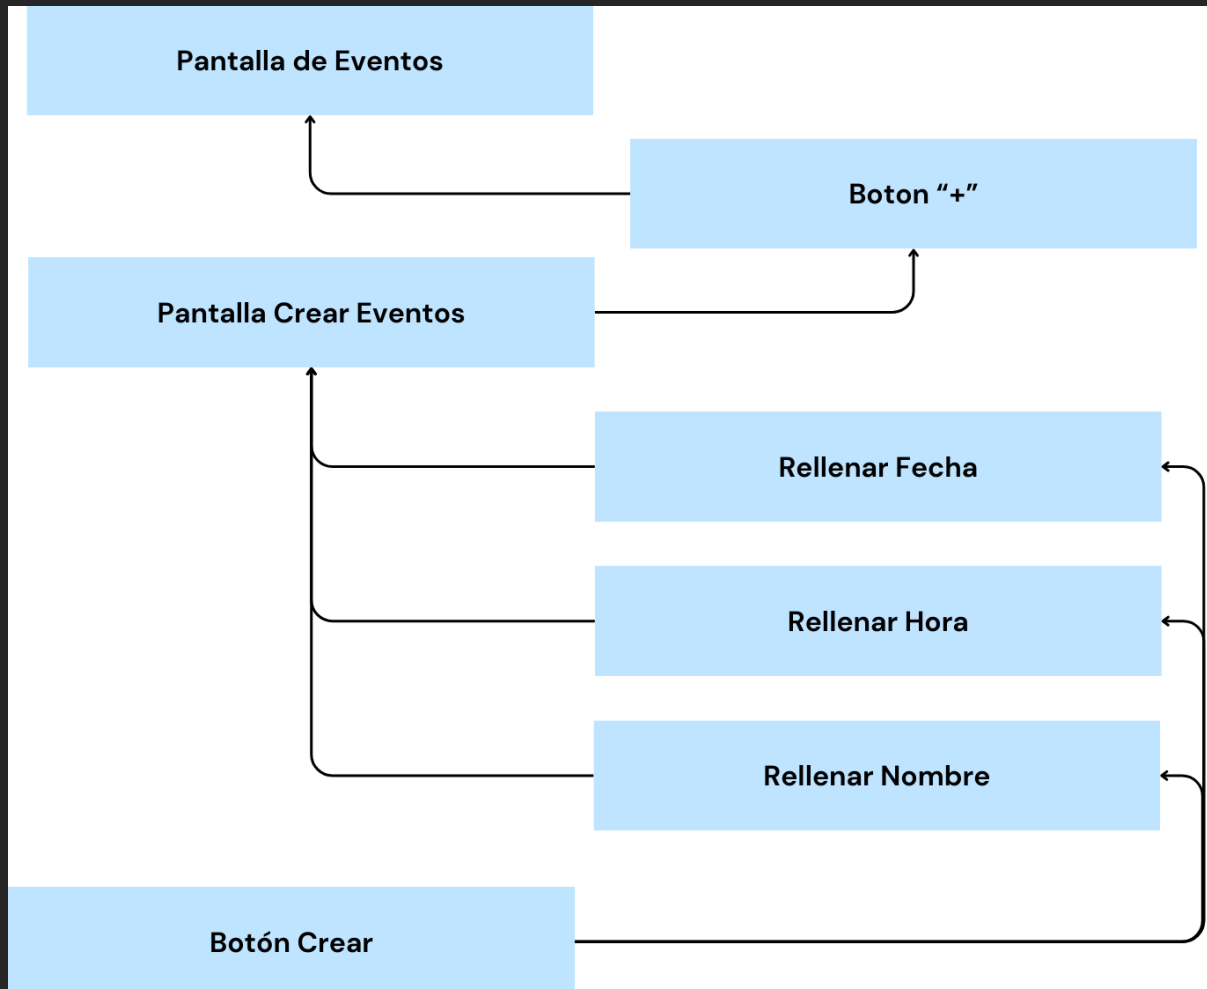 Pantalla de Eventos
Boton “+”
Pantalla Crear Eventos
Rellenar Fecha
Rellenar Hora
Rellenar Nombre
Botón Crear